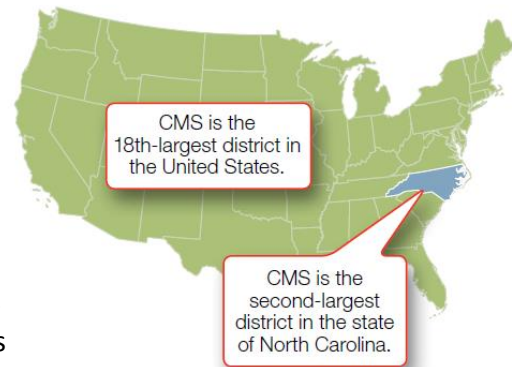 CMS is the
18th-largest district in
the United States.
CMS is the
second-largest
district in the state
of North Carolina.
s